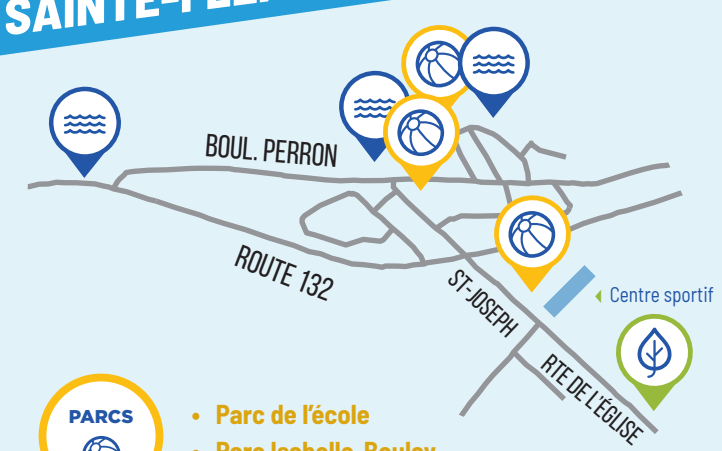 BOUL. PERRON
ROUTE 132
ST-JOSEPH
Centre sportif
RTE DE L'ÉGLISE
PARCS
• Parc de l'école